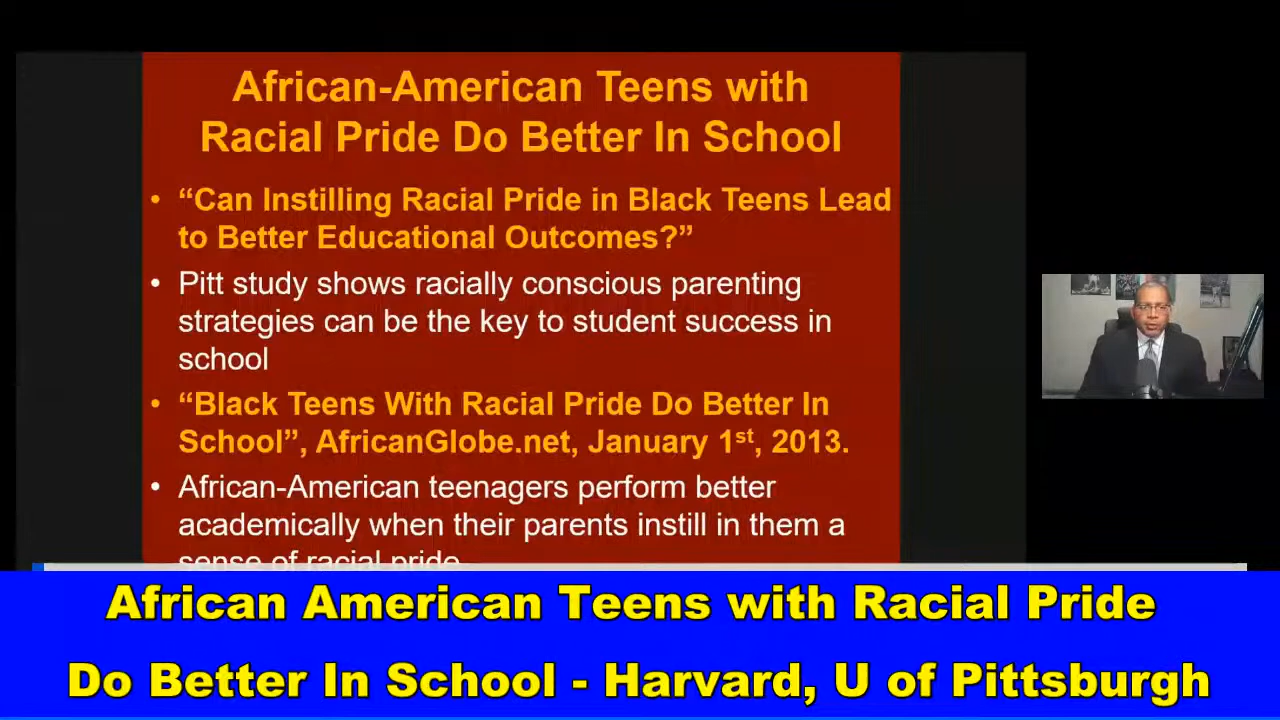 African-American Teens with
Racial Pride Do Better In School
• “Can Instilling Racial Pride in Black Teens Lead
to Better Educational Outcomes?”
• Pitt study shows racially conscious parenting
strategies can be the key to student success in
school
• “Black Teens With Racial Pride Do Better In
School”, AfricanGlobe.net, January 1st, 2013.
• African-American teenagers perform better
academically when their parents instill in them a
sense of racial pride
African American Teens with Racial Pride
Do Better In School - Harvard, U of Pittsburgh